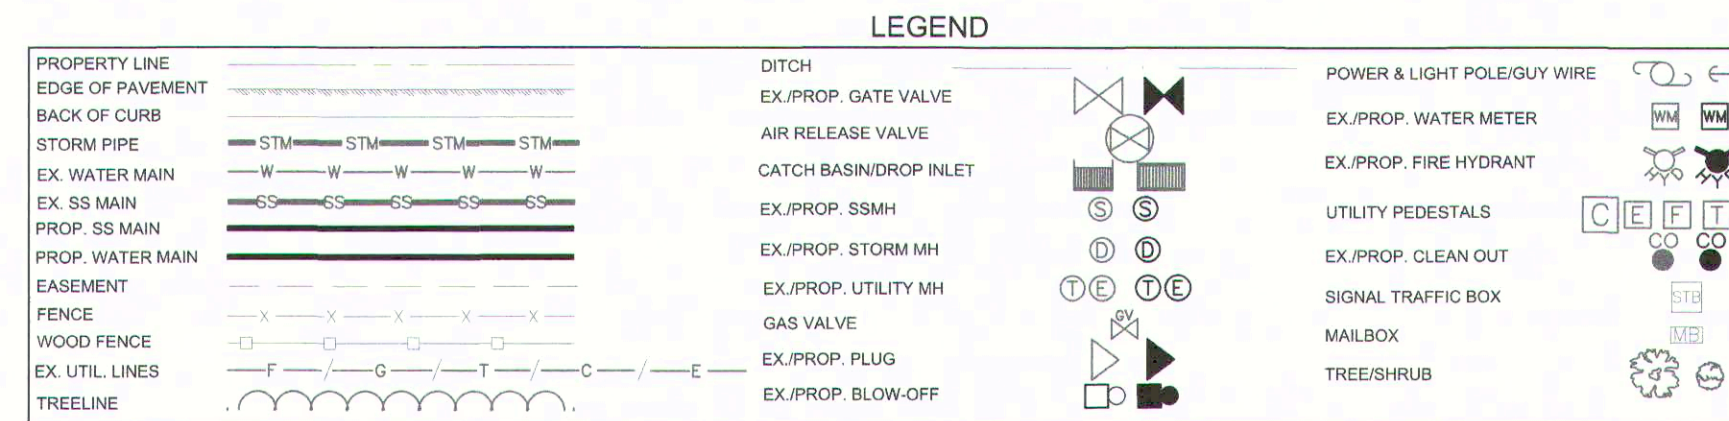 LEGEND
PROPERTY LINE
EDGE OF PAVEMENT
BACK OF CURB
STORM PIPE STM STM STM STM
EX. WATER MAIN W W W W W
EX. SS MAIN SS SS SS SS SS
PROP. SS MAIN
PROP. WATER MAIN
EASEMENT
FENCE X X X X X
WOOD FENCE
EX. UTIL. LINES F / G / T / C / E
TREELINE
DITCH
EX./PROP. GATE VALVE
AIR RELEASE VALVE
CATCH BASIN/DROP INLET
EX./PROP. SSMH S S
EX./PROP. STORM MH D D
EX./PROP. UTILITY MH T E T E
GAS VALVE GV
EX./PROP. PLUG
EX./PROP. BLOW-OFF
POWER & LIGHT POLE/GUY WIRE
EX./PROP. WATER METER WM WM
EX./PROP. FIRE HYDRANT HYD HYD
UTILITY PEDESTALS C E F T
EX./PROP. CLEAN OUT CO CO
SIGNAL TRAFFIC BOX STB
MAILBOX MB
TREE/SHRUB